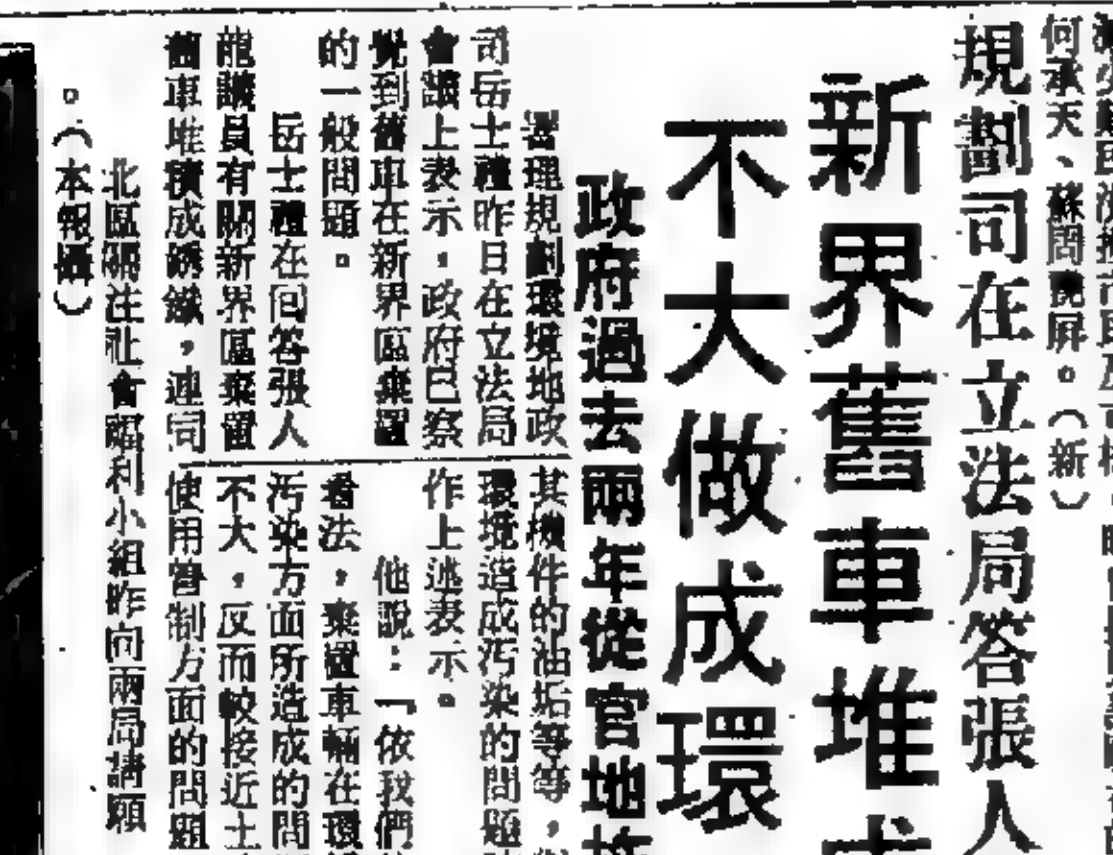 何承天、蘇問龍屏。(新)
規劃司在立法局答張人
新界舊車堆
不大做成環
政府過去兩年從官地
署理規劃環境地政
司岳士禮昨日在立法局
會議上表示,政府已察
覺到舊車在新界區棄置
的一般問題。
岳士禮在回答張人
龍議員有關新界區棄置
舊車堆積成銹鐵,連同
其機件的油垢等等,
環境造成污染的問題
作上述表示。
他說:「依我們
看法,棄置車輛在環
污染方面所造成的問
不大,反而較接近土
使用管制方面的問題
北區關注社會福利小組昨向兩局請願
。(本報攝)